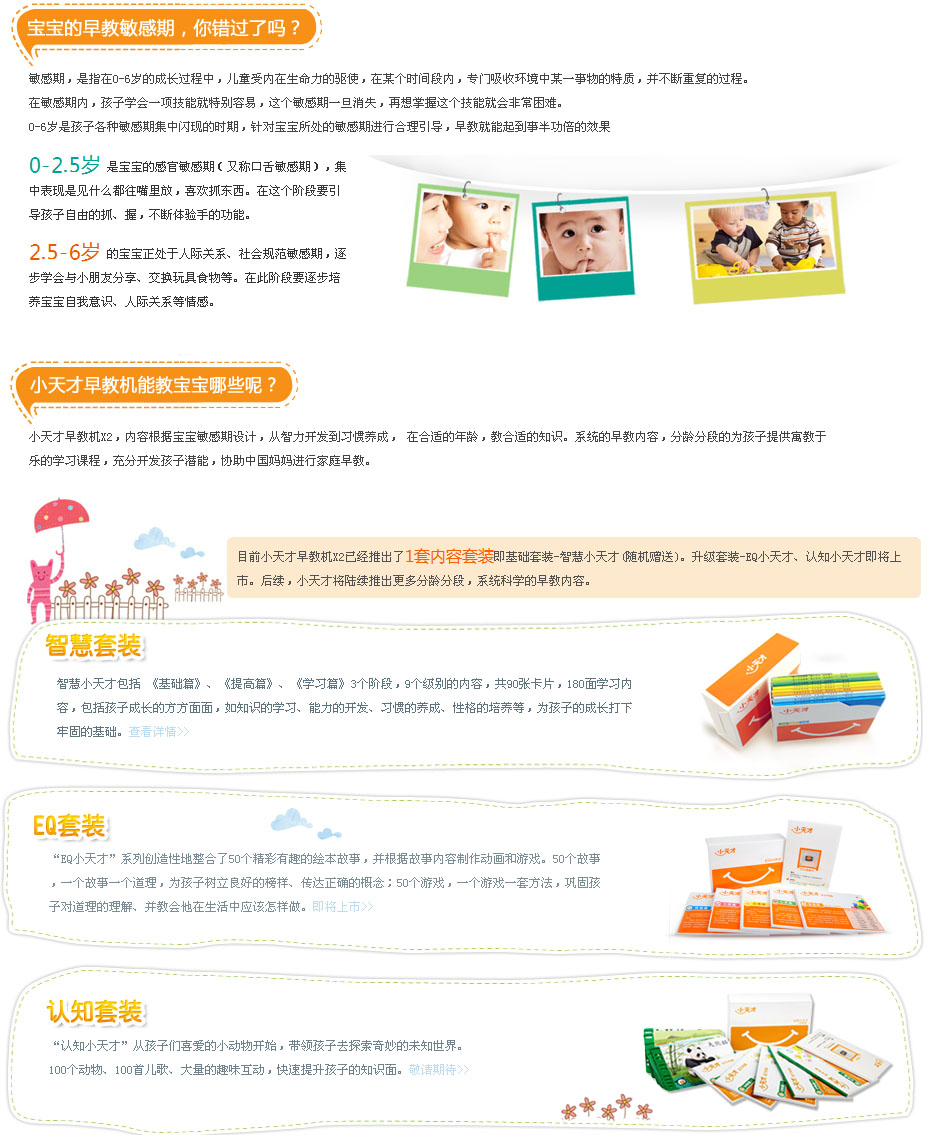 宝宝的早教敏感期，你错过了吗？
敏感期，是指在0-6岁的成长过程中，儿童受内在生命力的驱使，在某个时间段内，专门吸收环境中某一事物的特质，并不断重复的过程。
在敏感期内，孩子学会一项技能就特别容易，这个敏感期一旦消失，再想掌握这个技能就会非常困难。
0-6岁是孩子各种敏感期集中闪现的时期，针对宝宝所处的敏感期进行合理引导，早教就能起到事半功倍的效果
0-2.5岁 是宝宝的感官敏感期（又称口舌敏感期），集
中表现是见什么都往嘴里放，喜欢抓东西。在这个阶段要引
导孩子自由的抓、握，不断体验手的功能。
2.5-6岁 的宝宝正处于人际关系、社会规范敏感期，逐
步学会与小朋友分享、交换玩具食物等。在此阶段要逐步培
养宝宝自我意识、人际关系等情感。
小天才早教机能教宝宝哪些呢？
小天才早教机X2，内容根据宝宝敏感期设计，从智力开发到习惯养成， 在合适的年龄，教合适的知识。系统的早教内容，分龄分段的为孩子提供寓教于
乐的学习课程，充分开发孩子潜能，协助中国妈妈进行家庭早教。
目前小天才早教机X2已经推出了1套内容套装即基础套装-智慧小天才(随机赠送)。升级套装-EQ小天才、认知小天才即将上
市。后续，小天才将陆续推出更多分龄分段，系统科学的早教内容。
智慧套装
智慧小天才包括 《基础篇》、《提高篇》、《学习篇》3个阶段，9个级别的内容，共90张卡片，180面学习内
容，包括孩子成长的方方面面，如知识的学习、能力的开发、习惯的养成、性格的培养等，为孩子的成长打下
牢固的基础。查看详情>>
小天才
小天才
EQ套装
“EQ小天才”系列创造性地整合了50个精彩有趣的绘本故事，并根据故事内容制作动画和游戏。50个故事
，一个故事一个道理，为孩子树立良好的榜样、传达正确的概念；50个游戏，一个游戏一套方法，巩固孩
子对道理的理解、并教会他在生活中应该怎样做。即将上市>>
小天才
小天才
认知套装
“认知小天才”从孩子们喜爱的小动物开始，带领孩子去探索奇妙的未知世界。
100个动物、100首儿歌、大量的趣味互动，快速提升孩子的知识面。敬请期待>>
小天才